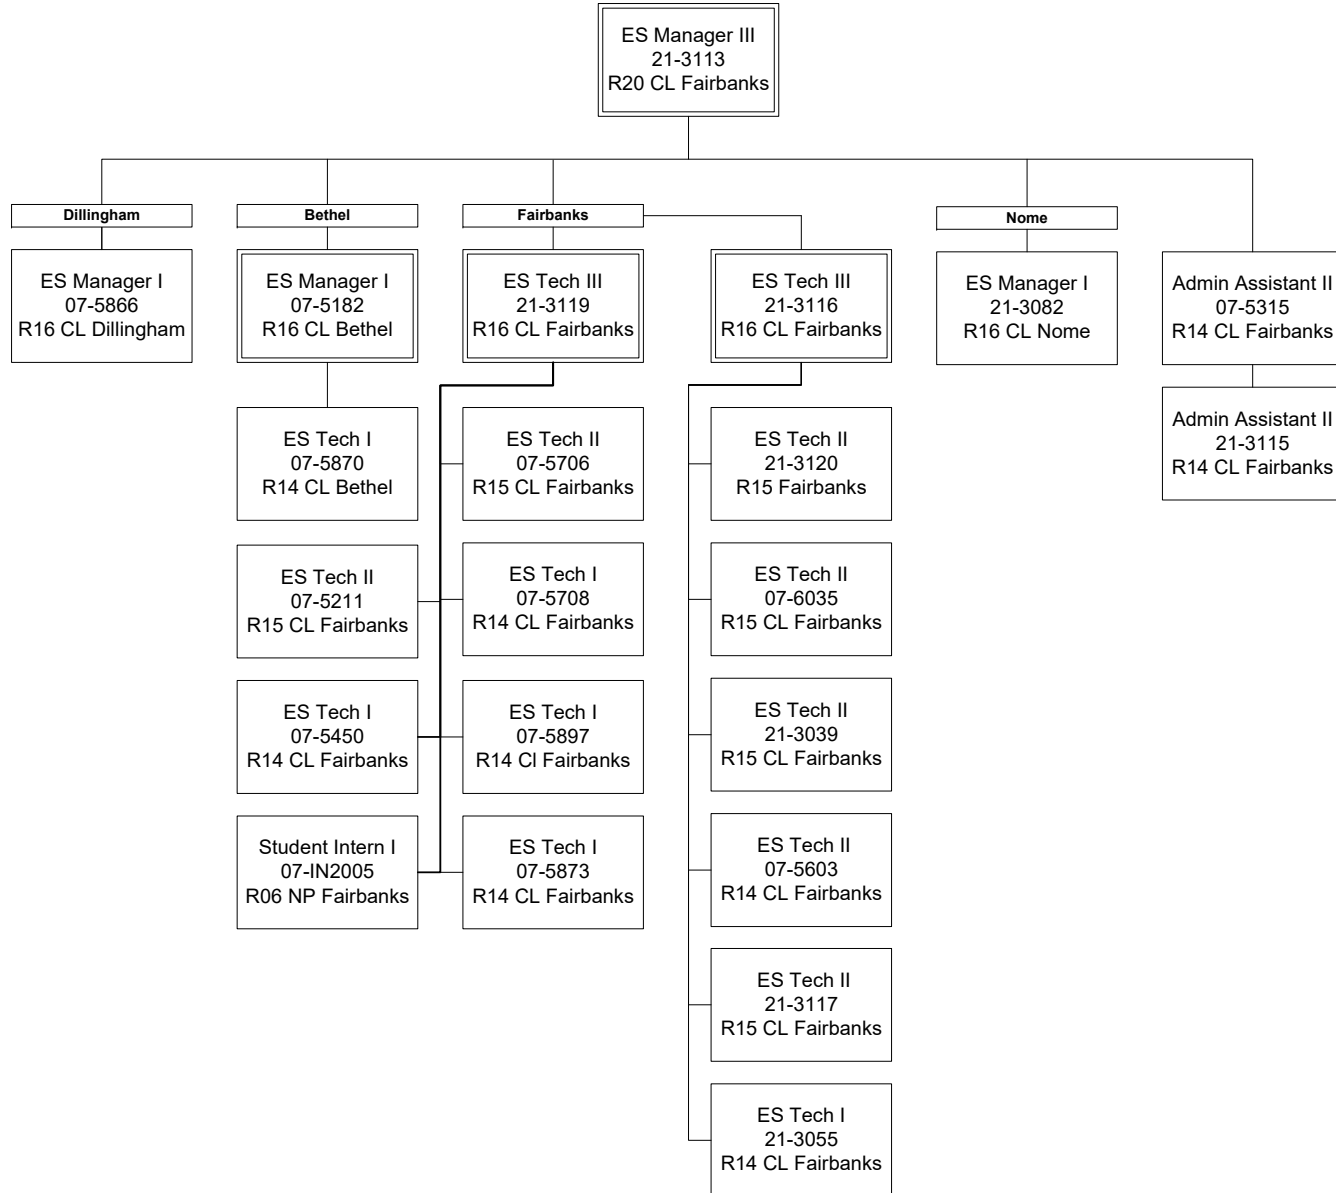 ES Manager III
21-3113
R20 CL Fairbanks
Dillingham
Bethel
Fairbanks
Nome
ES Manager I
07-5866
R16 CL Dillingham
ES Manager I
07-5182
R16 CL Bethel
ES Tech III
21-3119
R16 CL Fairbanks
ES Tech III
21-3116
R16 CL Fairbanks
ES Manager I
21-3082
R16 CL Nome
Admin Assistant II
07-5315
R14 CL Fairbanks
ES Tech I
07-5870
R14 CL Bethel
ES Tech II
07-5706
R15 CL Fairbanks
ES Tech II
21-3120
R15 Fairbanks
Admin Assistant II
21-3115
R14 CL Fairbanks
ES Tech II
07-5211
R15 CL Fairbanks
ES Tech I
07-5708
R14 CL Fairbanks
ES Tech II
07-6035
R15 CL Fairbanks
ES Tech I
07-5450
R14 CL Fairbanks
ES Tech I
07-5897
R14 Cl Fairbanks
ES Tech II
21-3039
R15 CL Fairbanks
Student Intern I
07-IN2005
R06 NP Fairbanks
ES Tech I
07-5873
R14 CL Fairbanks
ES Tech II
07-5603
R14 CL Fairbanks
ES Tech II
21-3117
R15 CL Fairbanks
ES Tech I
21-3055
R14 CL Fairbanks